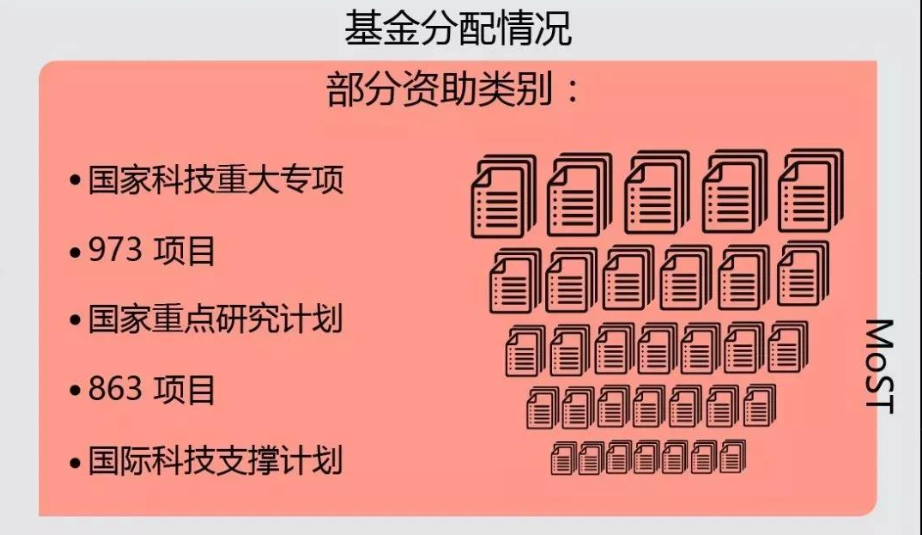 基金分配情况
部分资助类别：
•国家科技重大专项
•973 项目
•国家重点研究计划
•863 项目
•国际科技支撑计划
MoST